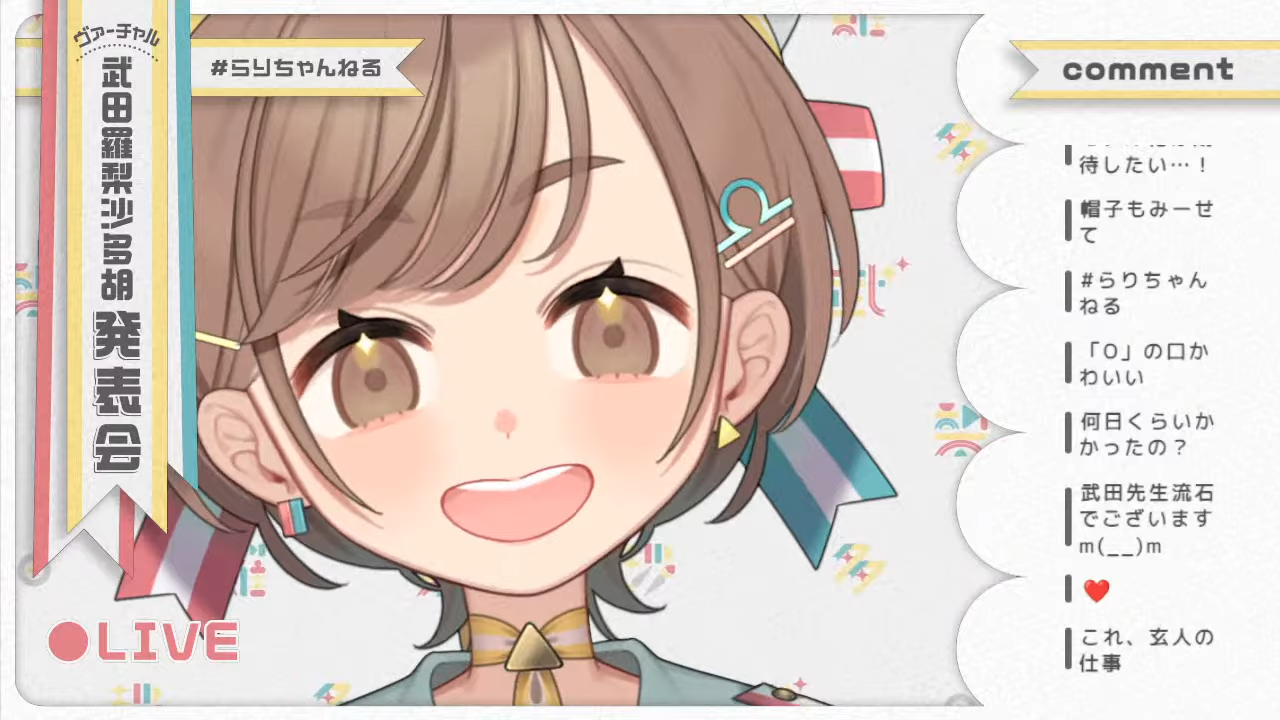 ヴァーチャル
武田羅梨沙多胡
発表会
#らりちゃんねる
LIVE
comment
待したい…！
帽子もみーせ
て
#らりちゃん
ねる
「O」の口か
わいい
何日くらいか
かったの？
武田先生流石
でございます
m(__)m
❤️
これ、玄人の
仕事